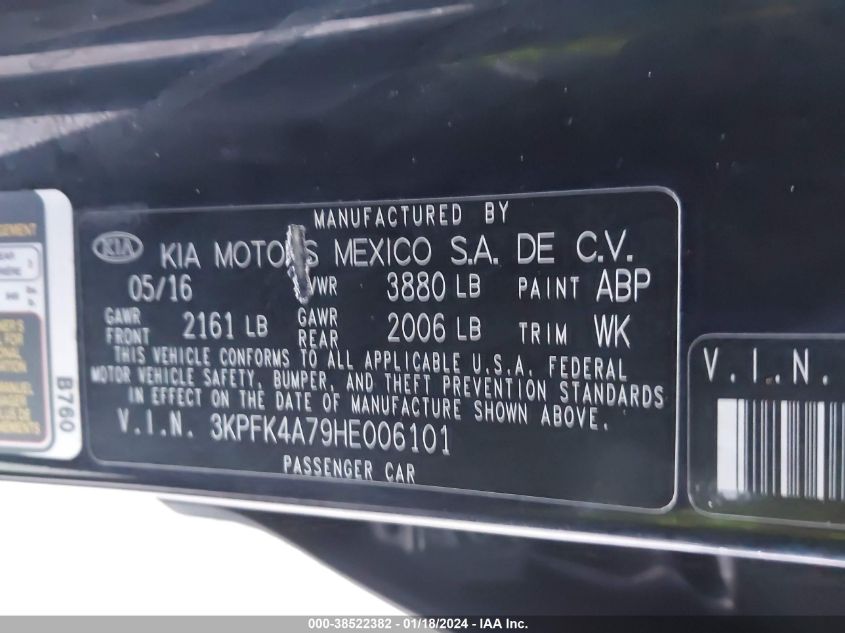 MANUFACTURED BY
KIA KIA MOTORS MEXICO S.A. DE C.V.
05/16 VWR 3880 LB PAINT ABP
GAWR FRONT 2161 LB GAWR REAR 2006 LB TRIM WK
THIS VEHICLE CONFORMS TO ALL APPLICABLE U.S.A. FEDERAL
MOTOR VEHICLE SAFETY, BUMPER, AND THEFT PREVENTION STANDARDS
IN EFFECT ON THE DATE OF MANUFACTURE SHOWN ABOVE.
V.I.N. 3KPFK4A79HE006101
PASSENGER CAR
B760
V.I.N.
000-38522382 - 01/18/2024 - IAA Inc.